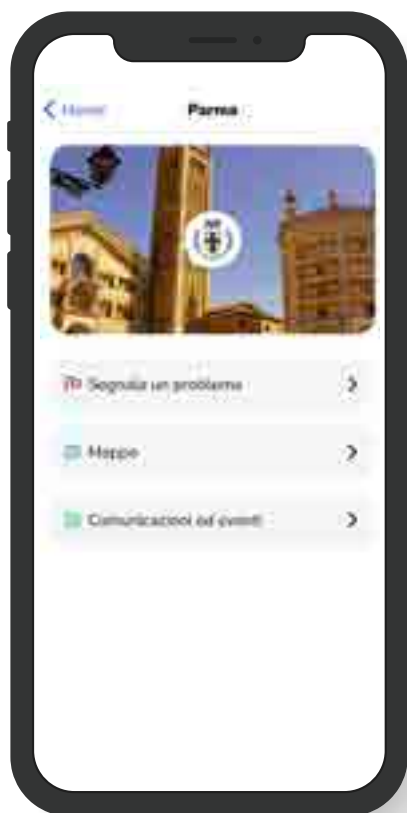 Home
Parma
Segnala un problema
Mappe
Comunicazioni ed eventi